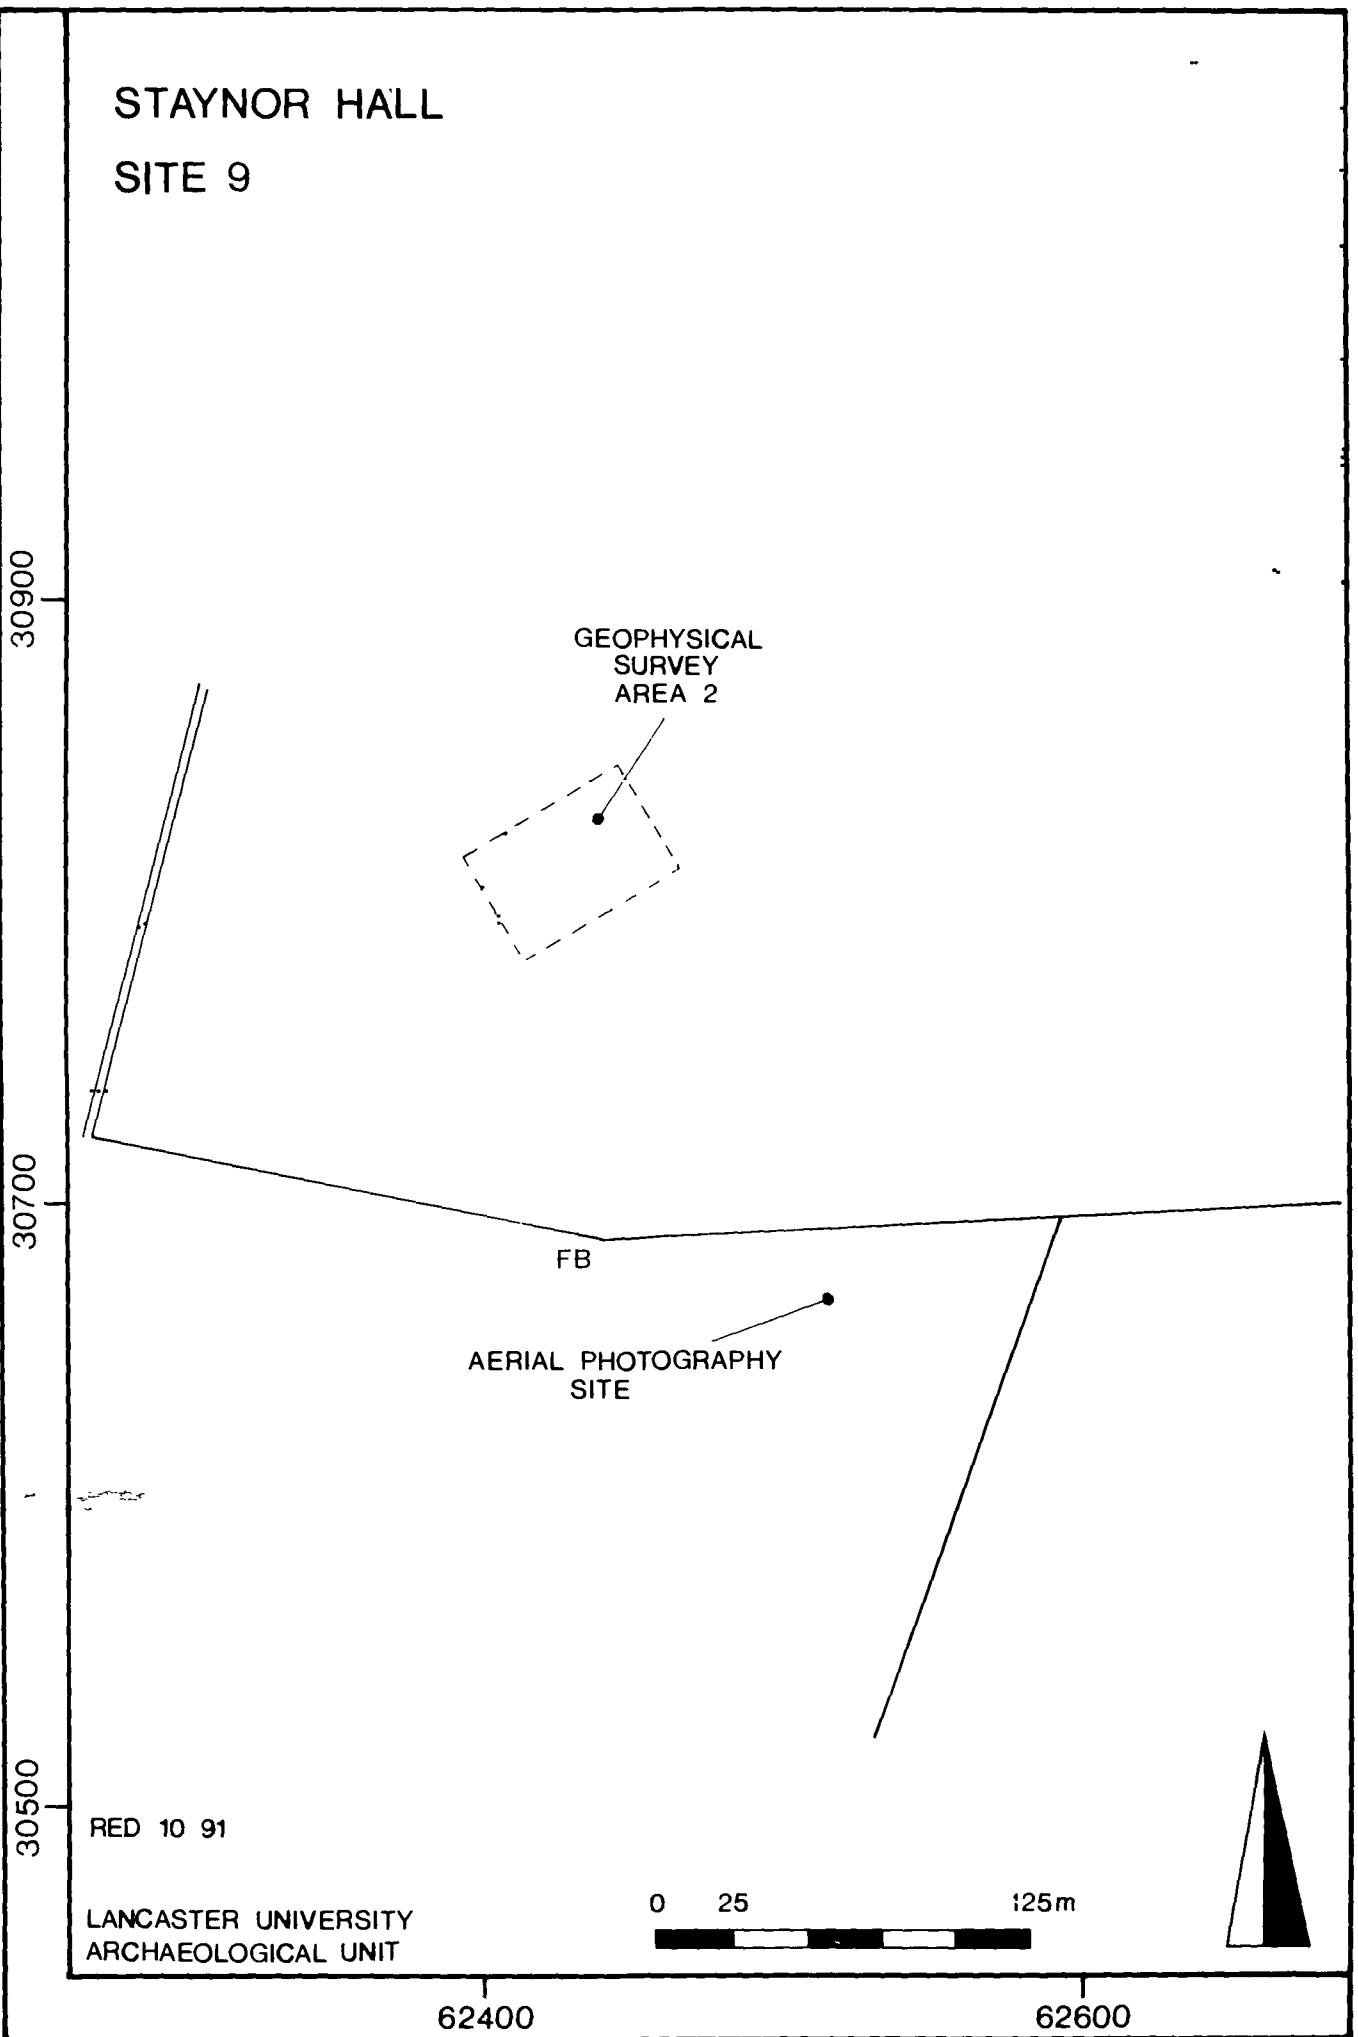 STAYNOR HALL
SITE 9
30900
GEOPHYSICAL
SURVEY
AREA 2
30700
FB
AERIAL PHOTOGRAPHY
SITE
30500
RED 10 91
0 25 125m
LANCASTER UNIVERSITY
ARCHAEOLOGICAL UNIT
62400 62600